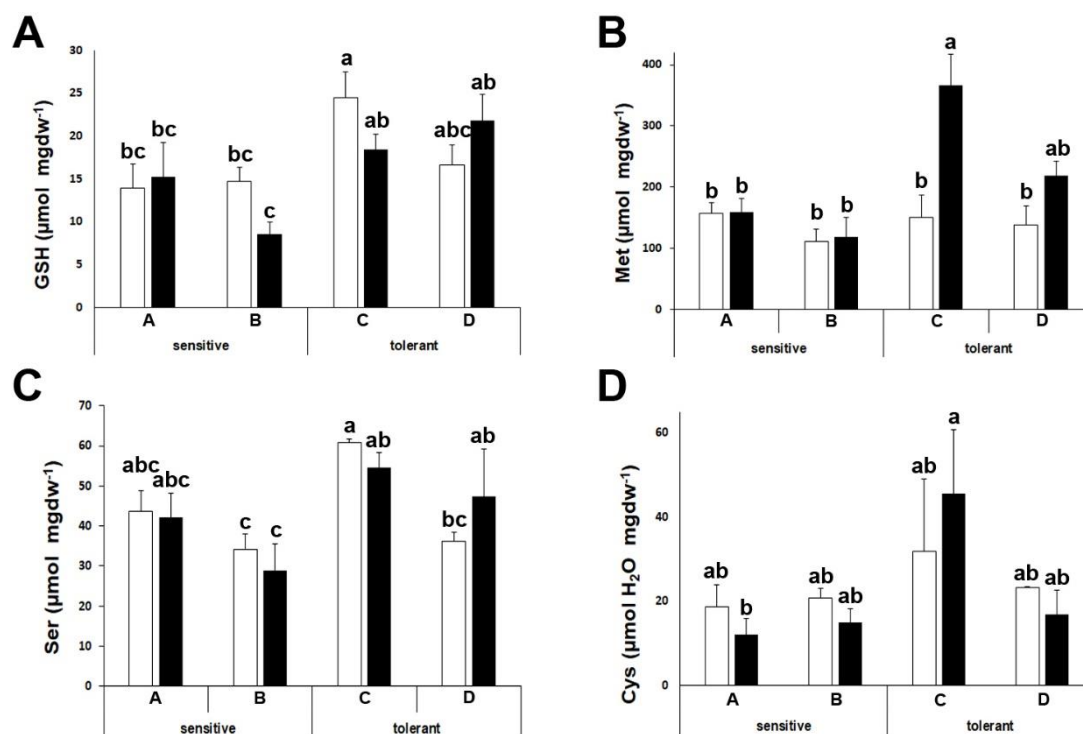 A
GSH (µmol mgdw-1)
30
25
20
15
10
5
0
bc bc bc c a ab abc ab
A B C D
sensitive tolerant
B
Met (µmol mgdw-1)
400
300
200
100
0
b b b b b a b ab
A B C D
sensitive tolerant
C
Ser (µmol mgdw-1)
70
60
50
40
30
20
10
0
abc abc c c a ab bc ab
A B C D
sensitive tolerant
D
Cys (µmol H₂O mgdw-1)
60
40
20
0
ab b ab ab ab a ab ab
A B C D
sensitive tolerant